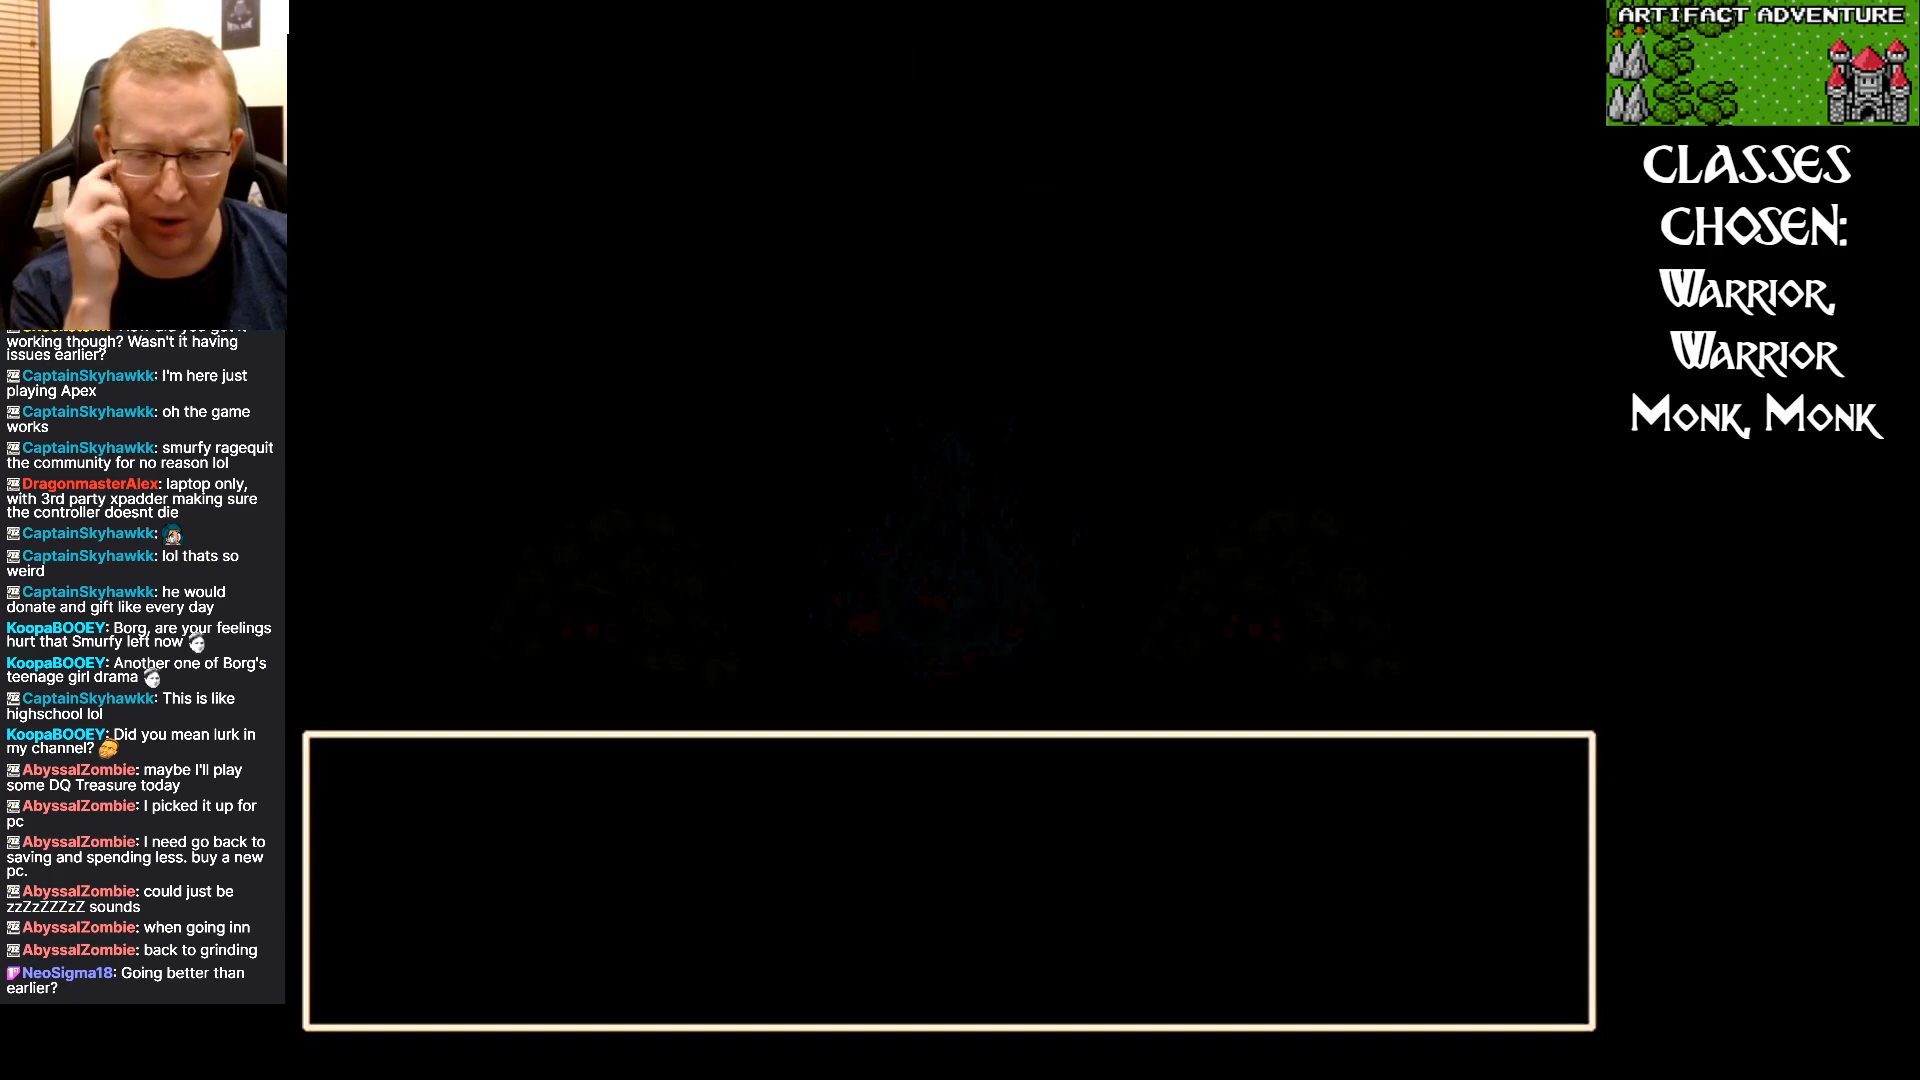 ARTIFACT ADVENTURE
CLASSES
CHOSEN:
WARRIOR,
WARRIOR
MONK, MONK
working though? Wasn't it having
issues earlier?
CaptainSkyhawkk: I'm here just
playing Apex
CaptainSkyhawkk: oh the game
works
CaptainSkyhawkk: smurfy ragequit
the community for no reason lol
DragonmasterAlex: laptop only,
with 3rd party xpadder making sure
the controller doesnt die
CaptainSkyhawkk:
CaptainSkyhawkk: lol thats so
weird
CaptainSkyhawkk: he would
donate and gift like every day
KoopaBOOEY: Borg, are your feelings
hurt that Smurfy left now
KoopaBOOEY: Another one of Borg's
teenage girl drama
CaptainSkyhawkk: This is like
highschool lol
KoopaBOOEY: Did you mean lurk in
my channel?
AbyssalZombie: maybe I'll play
some DQ Treasure today
AbyssalZombie: I picked it up for
pc
AbyssalZombie: I need go back to
saving and spending less. buy a new
pc.
AbyssalZombie: could just be
zzZzZZZzZ sounds
AbyssalZombie: when going inn
AbyssalZombie: back to grinding
NeoSigma18: Going better than
earlier?